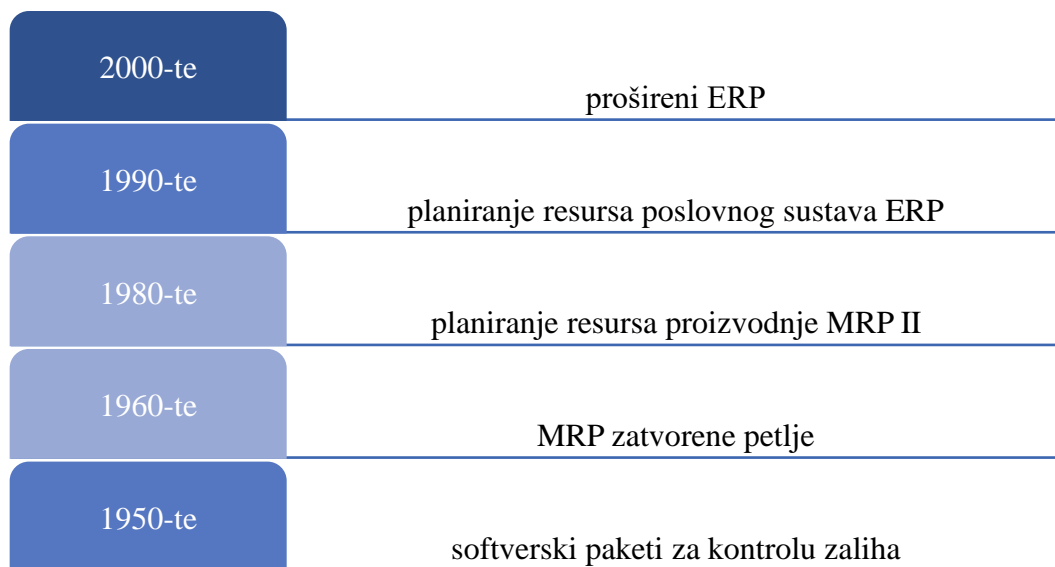 2000-te
prošireni ERP
1990-te
planiranje resursa poslovnog sustava ERP
1980-te
planiranje resursa proizvodnje MRP II
1960-te
MRP zatvorene petlje
1950-te
softverski paketi za kontrolu zaliha